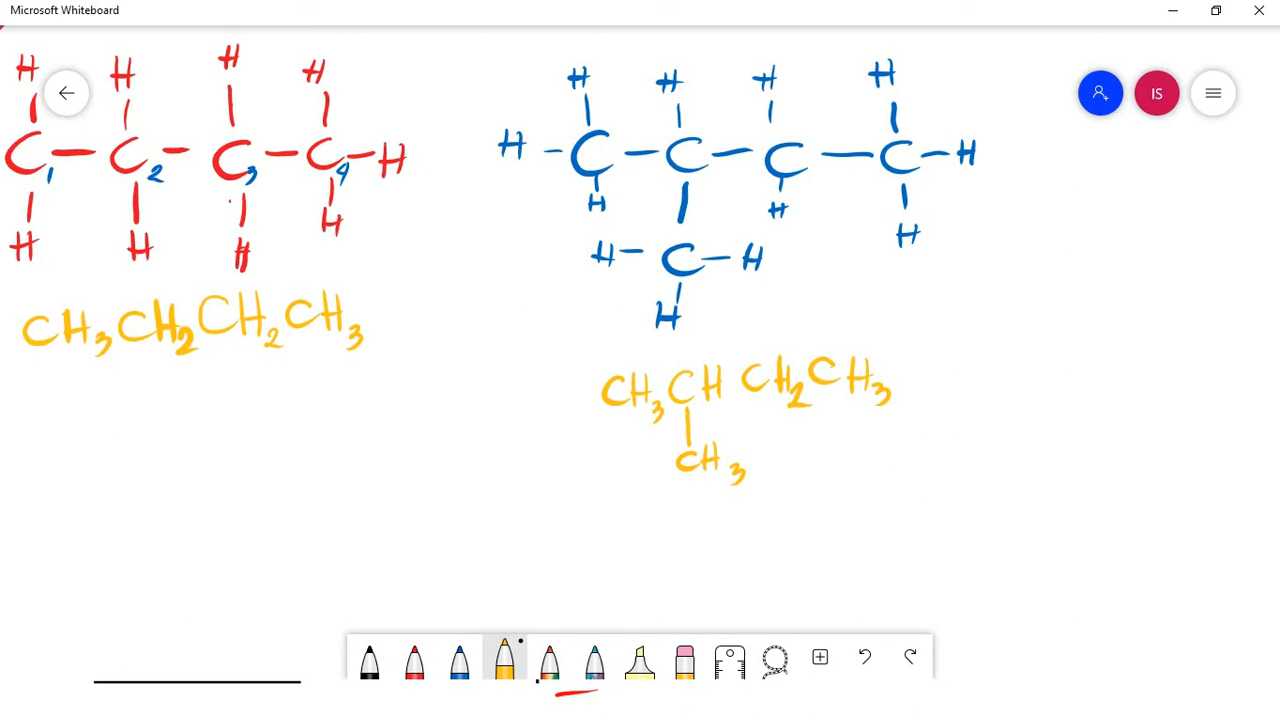 Microsoft Whiteboard
IS
H H H H
C1 - C2 - C3 - C4 - H
H H H H
CH3CH2CH2CH3
H H H H
H - C - C - C - C - H
H H H
H - C - H
H
CH3CH CH2CH3
CH3